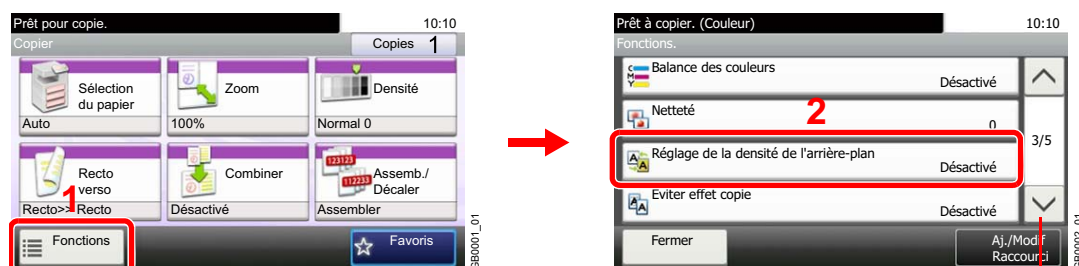 Prêt pour copie.
10:10
Copier
Copies 1
Sélection
du papier
Auto
Zoom
100%
Densité
Normal 0
Recto
verso
Recto>> Recto
Combiner
Désactivé
123123
112233
Assemb./
Décaler
Assembler
1
Fonctions
Favoris
GB0001_01
Prêt à copier. (Couleur)
10:10
Fonctions.
C
M
Y
Balance des couleurs
Désactivé
Netteté
0
2
3/5
Réglage de la densité de l'arrière-plan
Désactivé
Eviter effet copie
Désactivé
Fermer
Aj./Modif
Raccourci